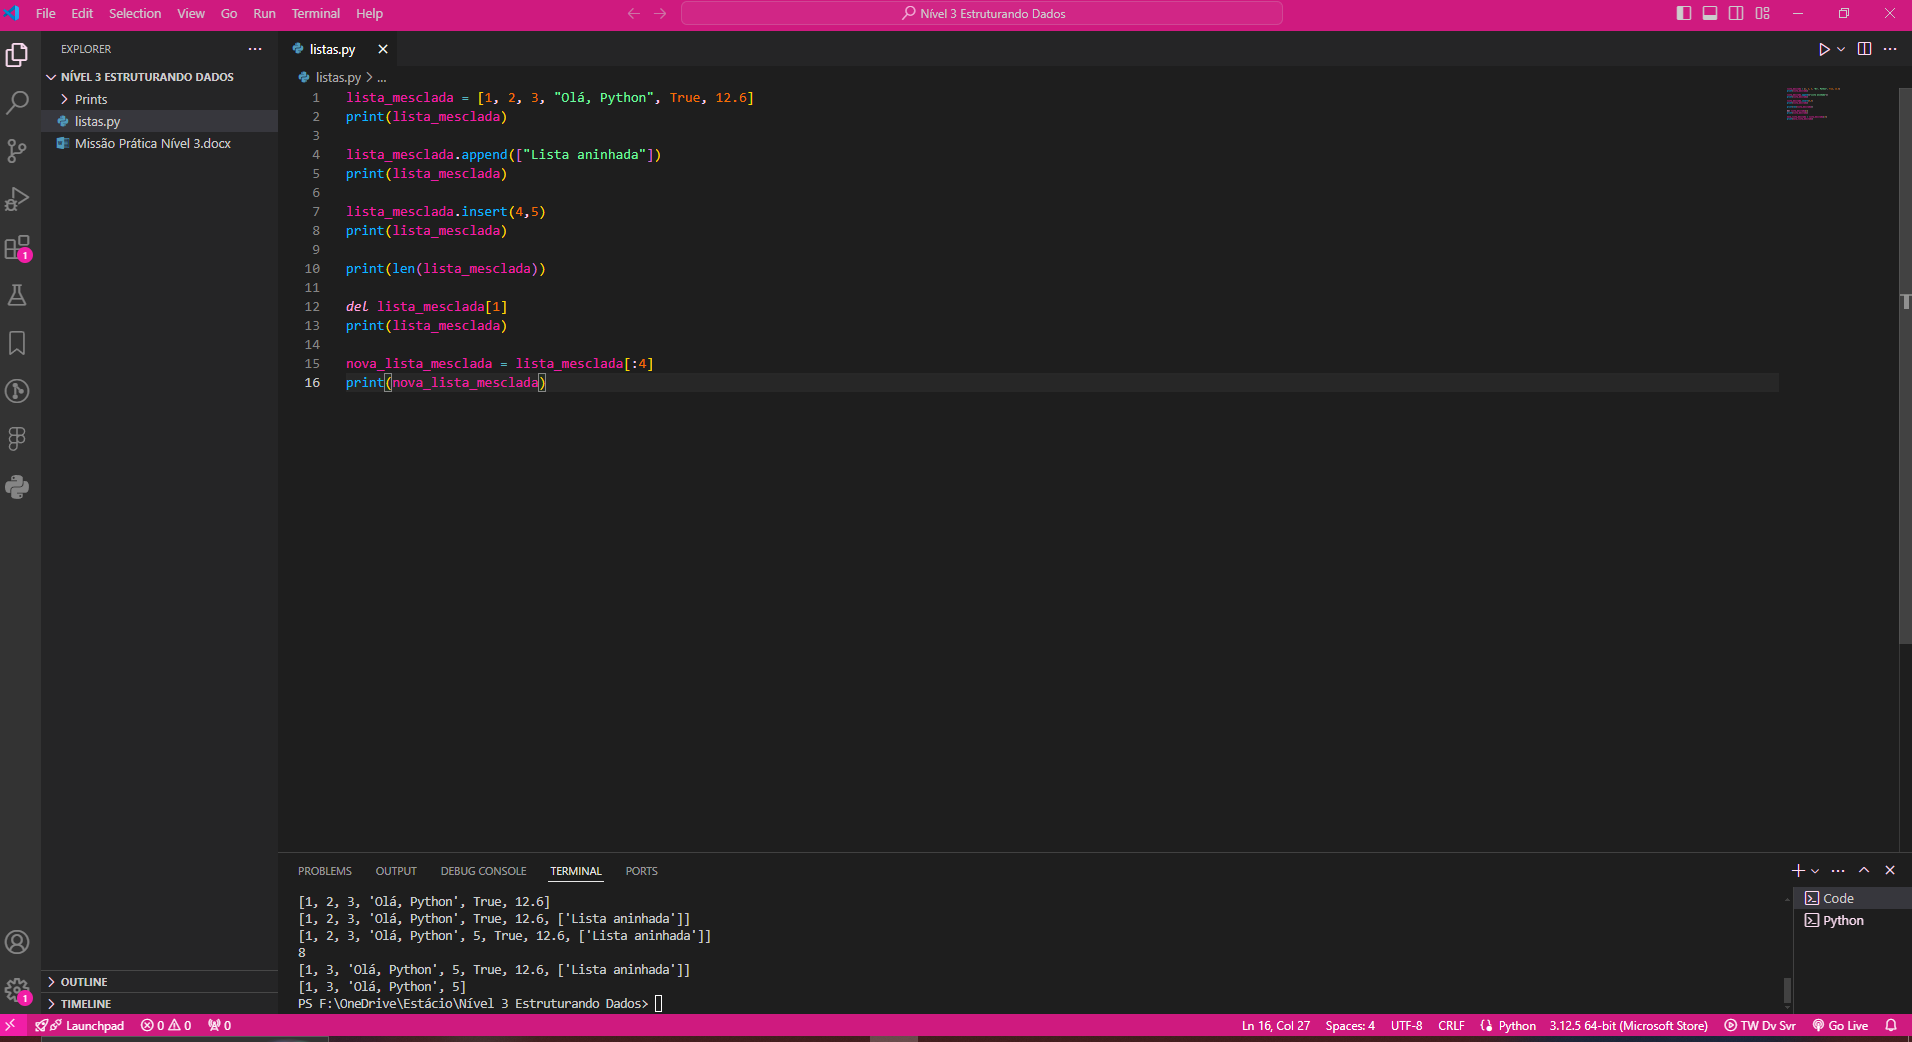 File Edit Selection View Go Run Terminal Help
Nível 3 Estruturando Dados
EXPLORER
NÍVEL 3 ESTRUTURANDO DADOS
Prints
listas.py
Missão Prática Nível 3.docx
OUTLINE
TIMELINE
listas.py
listas.py > ...
1 lista_mesclada = [1, 2, 3, "Olá, Python", True, 12.6]
2 print(lista_mesclada)
3
4 lista_mesclada.append(["Lista aninhada"])
5 print(lista_mesclada)
6
7 lista_mesclada.insert(4,5)
8 print(lista_mesclada)
9
10 print(len(lista_mesclada))
11
12 del lista_mesclada[1]
13 print(lista_mesclada)
14
15 nova_lista_mesclada = lista_mesclada[:4]
16 print(nova_lista_mesclada)
PROBLEMS OUTPUT DEBUG CONSOLE TERMINAL PORTS
[1, 2, 3, 'Olá, Python', True, 12.6]
[1, 2, 3, 'Olá, Python', True, 12.6, ['Lista aninhada']]
[1, 2, 3, 'Olá, Python', 5, True, 12.6, ['Lista aninhada']]
8
[1, 3, 'Olá, Python', 5, True, 12.6, ['Lista aninhada']]
[1, 3, 'Olá, Python', 5]
PS F:\OneDrive\Estácio\Nível 3 Estruturando Dados>
Code
Python
1
1
Launchpad 0 0 0 Ln 16, Col 27 Spaces: 4 UTF-8 CRLF Python 3.12.5 64-bit (Microsoft Store) TW Dv Svr Go Live